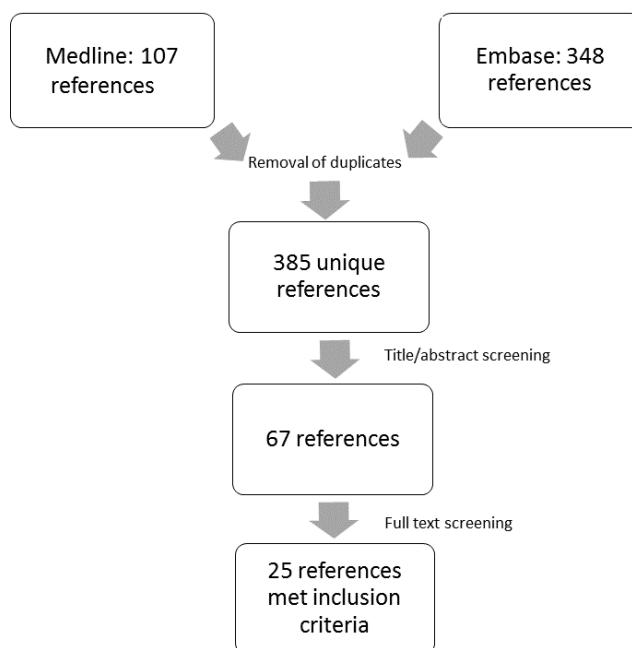 Medline: 107
references
Embase: 348
references
Removal of duplicates
385 unique
references
Title/abstract screening
67 references
Full text screening
25 references
met inclusion
criteria